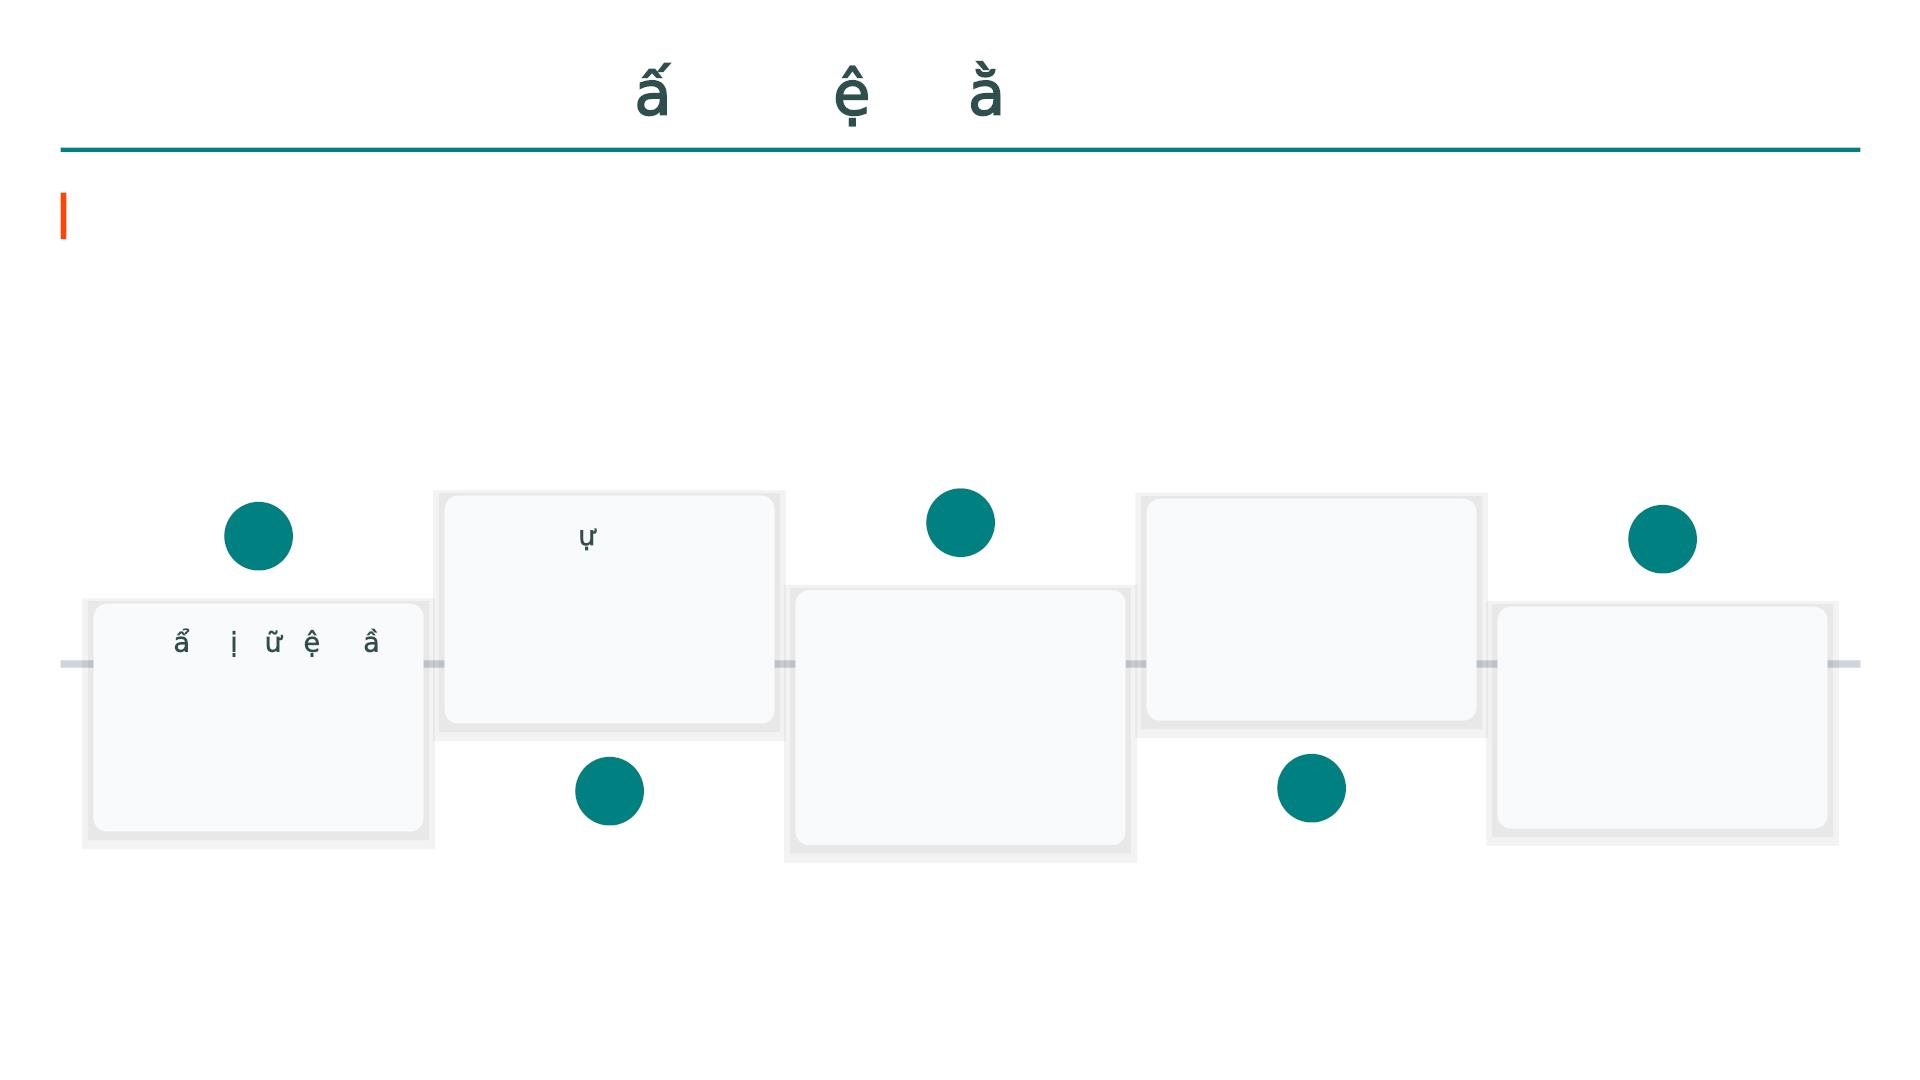 ấ ệ ằ
ự
ẩ ị ữ ệ ầ